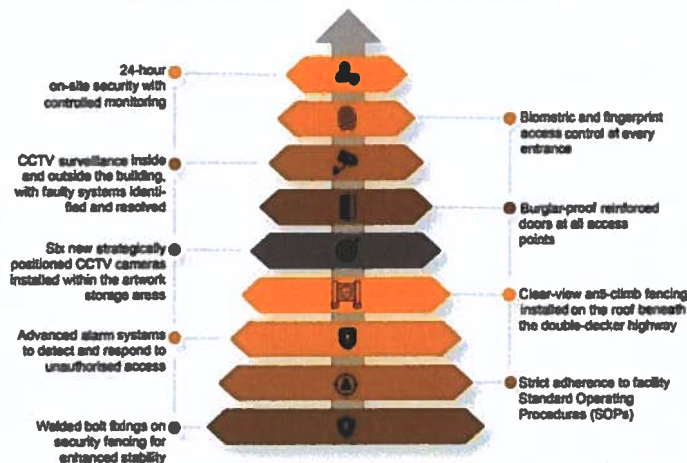 24-hour
on-site security with
controlled monitoring
Biometric and fingerprint
access control at every
entrance
CCTV surveillance inside
and outside the building,
with faulty systems identi-
fied and resolved
Burglar-proof reinforced
doors at all access
points
Six new strategically
positioned CCTV cameras
installed within the artwork
storage areas
Clear-view anti-climb fencing
installed on the roof beneath
the double-decker highway
Advanced alarm systems
to detect and respond to
unauthorised access
Strict adherence to facility
Standard Operating
Procedures (SOPs)
Welded bolt fixings on
security fencing for
enhanced stability